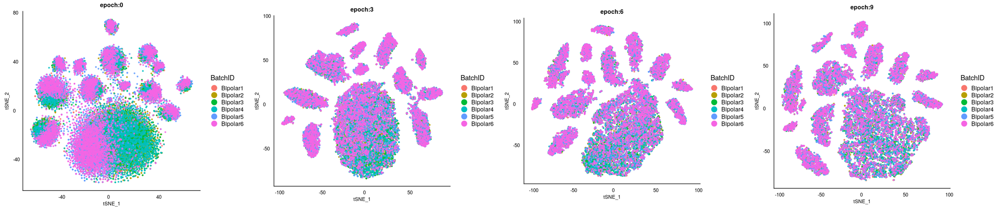 epoch:0
80
40
0
-40
tSNE_2
-40
0
40
tSNE_1
BatchID
Bipolar1
Bipolar2
Bipolar3
Bipolar4
Bipolar5
Bipolar6
epoch:3
100
50
0
-50
tSNE_2
-100
-50
0
50
tSNE_1
BatchID
Bipolar1
Bipolar2
Bipolar3
Bipolar4
Bipolar5
Bipolar6
epoch:6
100
50
0
-50
tSNE_2
-100
-50
0
50
100
tSNE_1
BatchID
Bipolar1
Bipolar2
Bipolar3
Bipolar4
Bipolar5
Bipolar6
epoch:9
100
50
0
-50
tSNE_2
-100
-50
0
50
100
tSNE_1
BatchID
Bipolar1
Bipolar2
Bipolar3
Bipolar4
Bipolar5
Bipolar6